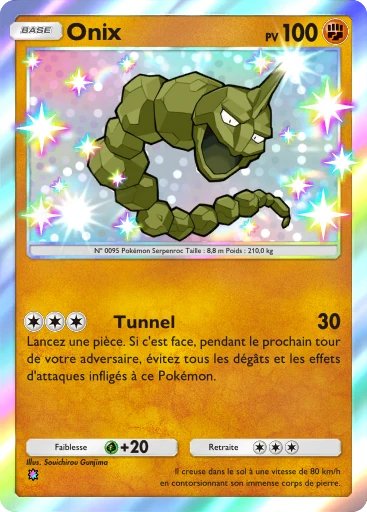 BASE Onix PV 100
N° 0095 Pokémon Serpenroc Taille : 8,8 m Poids : 210,0 kg
Tunnel 30
Lancez une pièce. Si c'est face, pendant le prochain tour
de votre adversaire, évitez tous les dégâts et les effets
d'attaques infligés à ce Pokémon.
Faiblesse +20 Retraite
Illus. Souichirou Gunjima
Il creuse dans le sol à une vitesse de 80 km/h
en contorsionnant son immense corps de pierre.